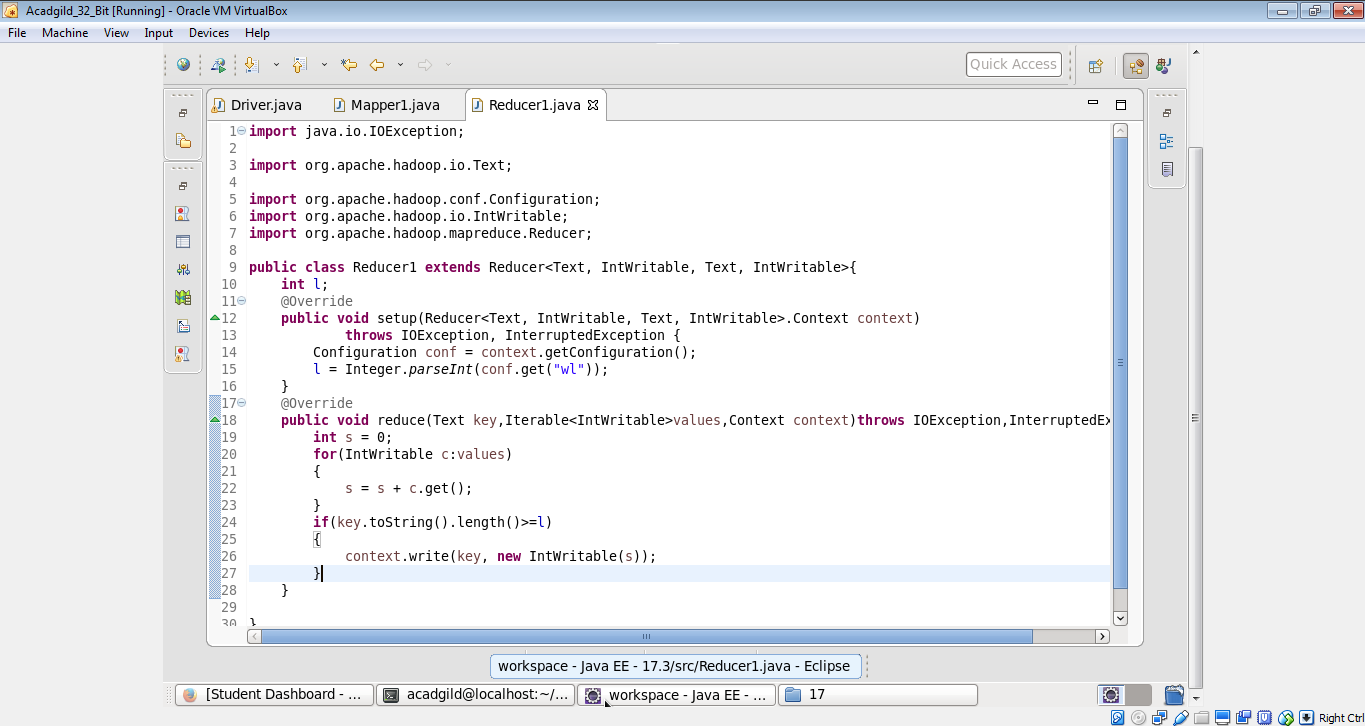 Acadgild_32_Bit [Running] - Oracle VM VirtualBox
File Machine View Input Devices Help
Quick Access
Driver.java Mapper1.java Reducer1.java
1 import java.io.IOException;
2
3 import org.apache.hadoop.io.Text;
4
5 import org.apache.hadoop.conf.Configuration;
6 import org.apache.hadoop.io.IntWritable;
7 import org.apache.hadoop.mapreduce.Reducer;
8
9 public class Reducer1 extends Reducer<Text, IntWritable, Text, IntWritable>{
10 int l;
11 @Override
12 public void setup(Reducer<Text, IntWritable, Text, IntWritable>.Context context)
13 throws IOException, InterruptedException {
14 Configuration conf = context.getConfiguration();
15 l = Integer.parseInt(conf.get("wl"));
16 }
17 @Override
18 public void reduce(Text key,Iterable<IntWritable>values,Context context)throws IOException,InterruptedEx
19 int s = 0;
20 for(IntWritable c:values)
21 {
22 s = s + c.get();
23 }
24 if(key.toString().length()>=l)
25 {
26 context.write(key, new IntWritable(s));
27 }
28 }
29
30 }
workspace - Java EE - 17.3/src/Reducer1.java - Eclipse
[Student Dashboard - ... acadgild@localhost:~/... workspace - Java EE - ... 17
Right Ctrl